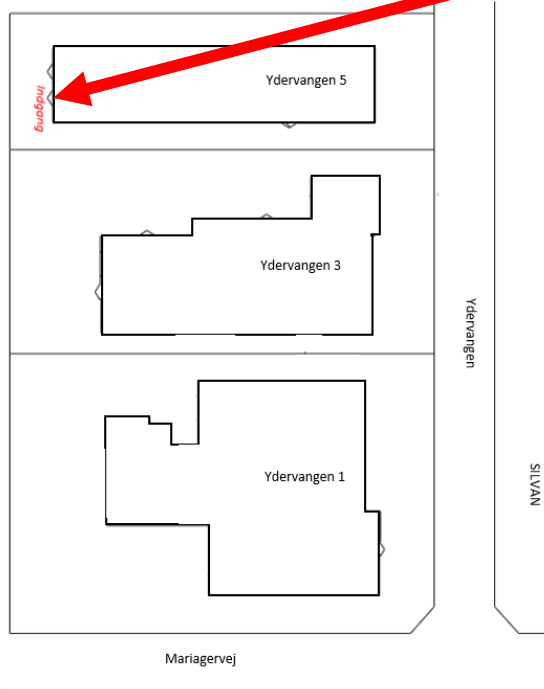 Ydervangen 5
Indgang
Ydervangen 3
Ydervangen
Ydervangen 1
SILVAN
Mariagervej